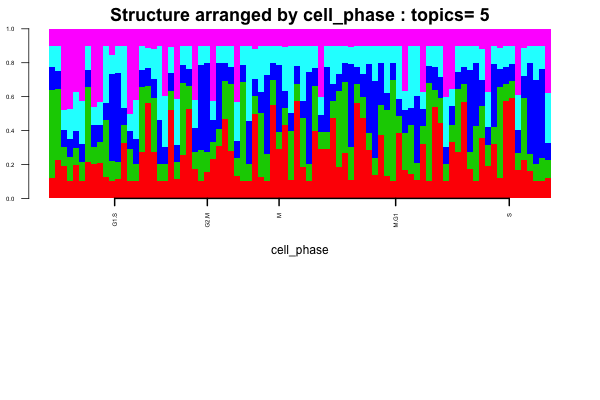 Structure arranged by cell_phase : topics= 5
1.0
0.8
0.6
0.4
0.2
0.0
G1.S
G2.M
M
M.G1
S
cell_phase